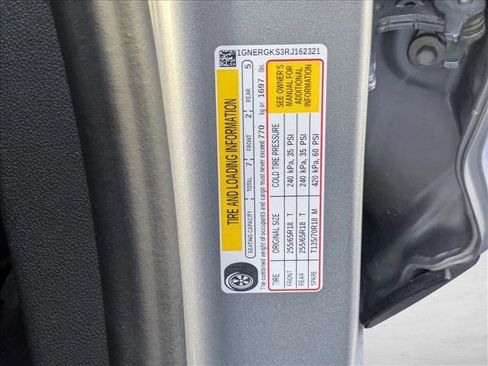 1GNERGKS3RJ162321
TIRE AND LOADING INFORMATION
SEATING CAPACITY TOTAL 7 FRONT 2 REAR 5
The combined weight of occupants and cargo must never exceed 770 kg or 1697 lbs.
TIRE ORIGINAL SIZE COLD TIRE PRESSURE
FRONT 255/65R18 T 240 kPa, 35 PSI
REAR 255/65R18 T 240 kPa, 35 PSI
SPARE T135/70R18 M 420 kPa, 60 PSI
SEE OWNER'S
MANUAL FOR
ADDITIONAL
INFORMATION